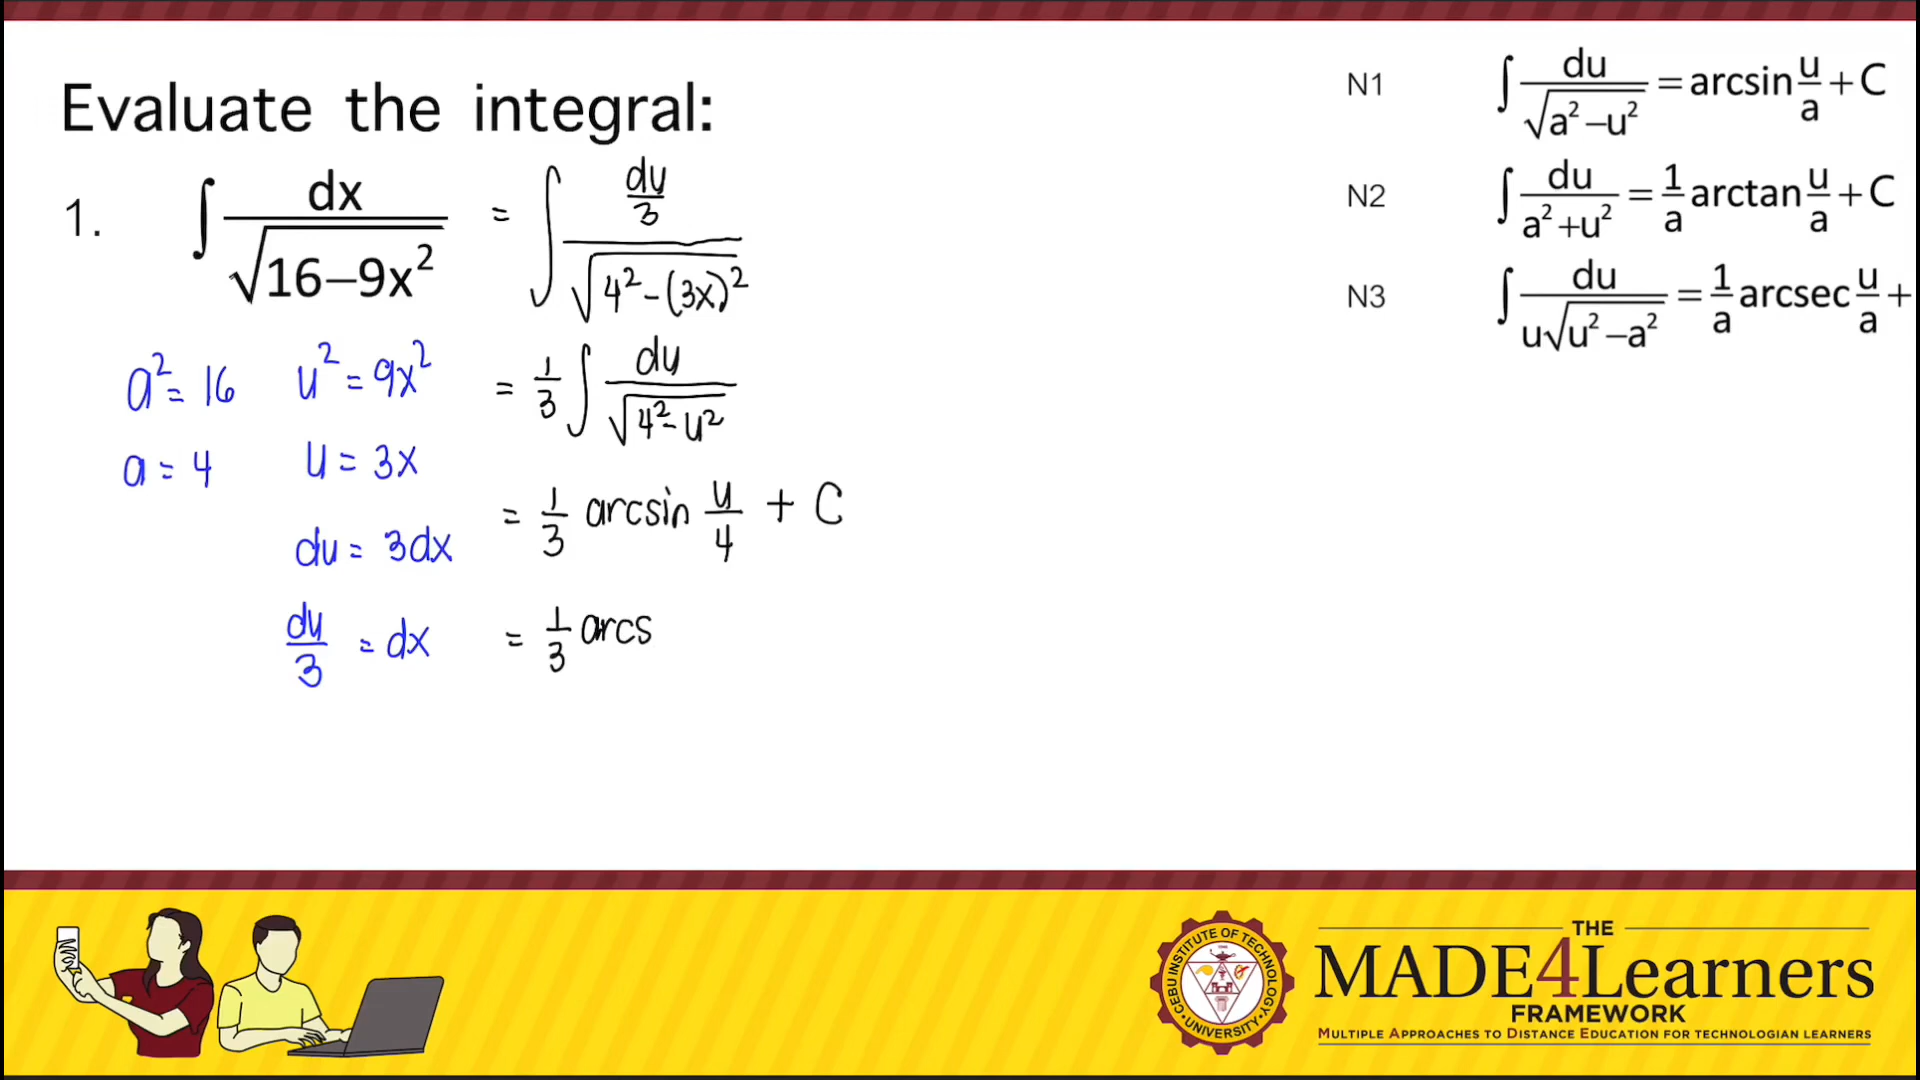 Evaluate the integral:
1. ∫ dx / √(16–9x²) = ∫ (du/3) / √(4² - (3x)²)
a² = 16 u² = 9x² = 1/3 ∫ du / √(4² - u²)
a = 4 u = 3x
= 1/3 arcsin u/4 + C
du = 3dx
du/3 = dx = 1/3 arcs
N1 ∫ du / √(a² –u²) = arcsin u/a + C
N2 ∫ du / (a² +u²) = 1/a arctan u/a + C
N3 ∫ du / (u√(u² –a²)) = 1/a arcsec u/a +
CEBU INSTITUTE OF TECHNOLOGY
• UNIVERSITY •
THE
MADE4Learners
FRAMEWORK
MULTIPLE APPROACHES TO DISTANCE EDUCATION FOR TECHNOLOGIAN LEARNERS